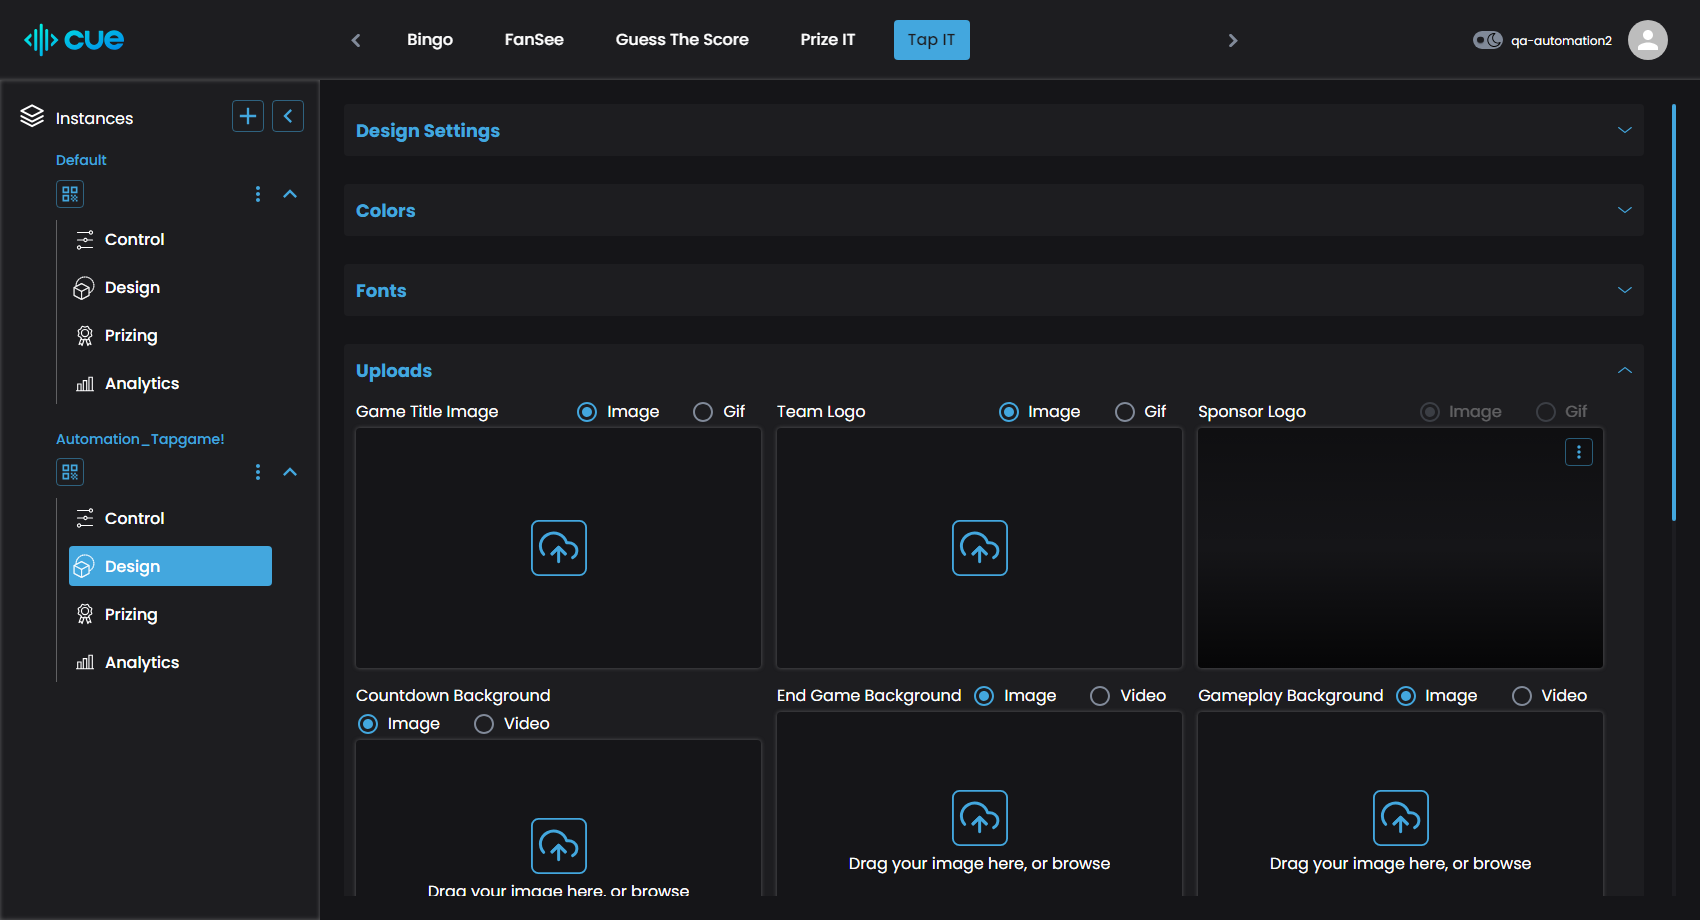 cue
Bingo
FanSee
Guess The Score
Prize IT
Tap IT
qa-automation2
Instances
Default
Control
Design
Prizing
Analytics
Automation_Tapgame!
Control
Design
Prizing
Analytics
Design Settings
Colors
Fonts
Uploads
Game Title Image
Image
Gif
Team Logo
Image
Gif
Sponsor Logo
Image
Gif
Countdown Background
Image
Video
Drag your image here, or browse
End Game Background
Image
Video
Drag your image here, or browse
Gameplay Background
Image
Video
Drag your image here, or browse